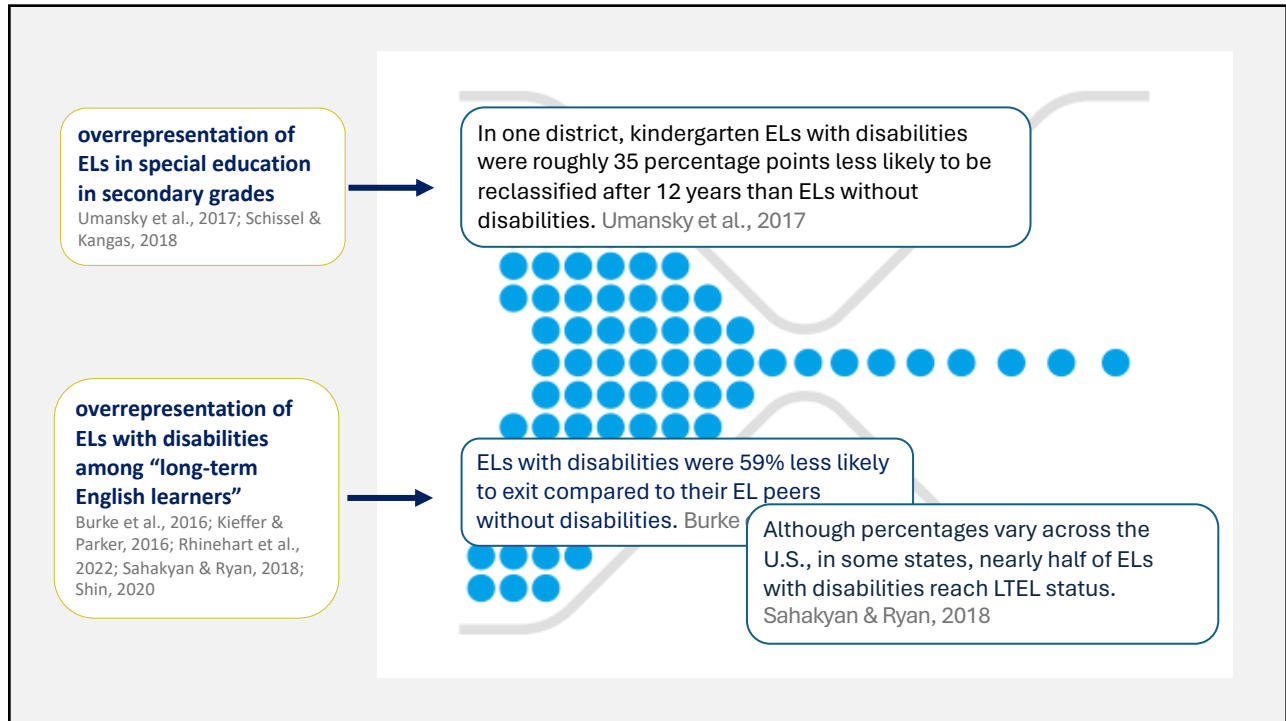 overrepresentation of
ELs in special education
in secondary grades
Umansky et al., 2017; Schissel &
Kangas, 2018
In one district, kindergarten ELs with disabilities
were roughly 35 percentage points less likely to be
reclassified after 12 years than ELs without
disabilities. Umansky et al., 2017
overrepresentation of
ELs with disabilities
among “long-term
English learners”
Burke et al., 2016; Kieffer &
Parker, 2016; Rhinehart et al.,
2022; Sahakyan & Ryan, 2018;
Shin, 2020
ELs with disabilities were 59% less likely
to exit compared to their EL peers
without disabilities. Burke
Although percentages vary across the
U.S., in some states, nearly half of ELs
with disabilities reach LTEL status.
Sahakyan & Ryan, 2018